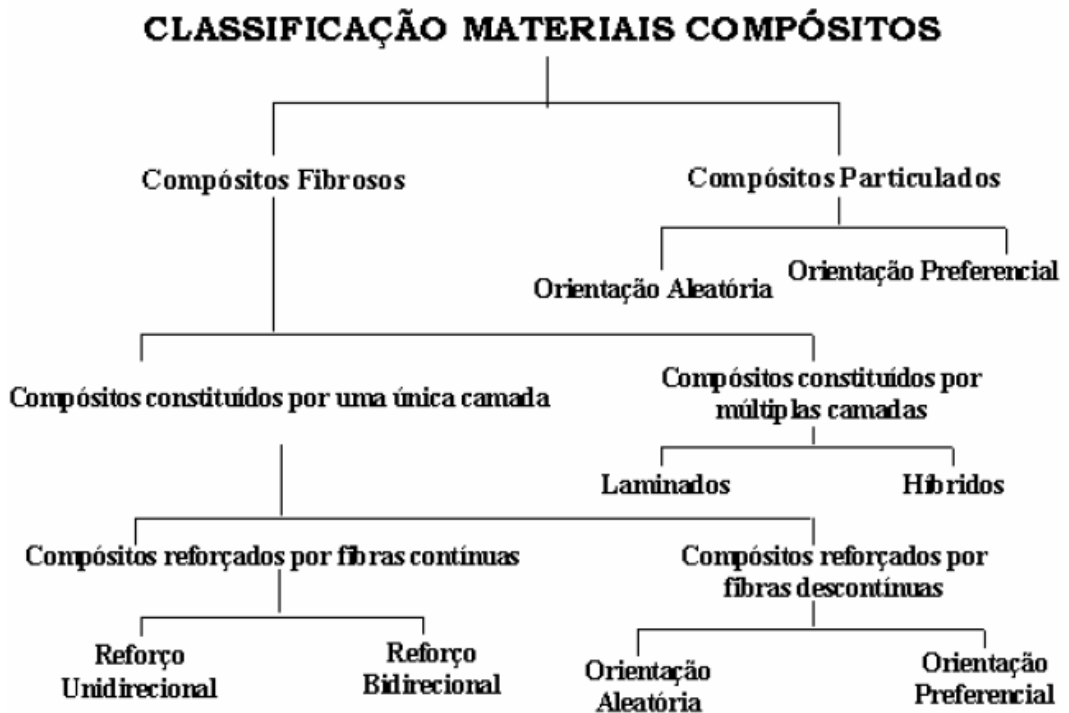 CLASSIFICAÇÃO MATERIAIS COMPÓSITOS
Compósitos Fibrosos
Compósitos Particulados
Orientação Aleatória
Orientação Preferencial
Compósitos constituídos por uma única camada
Compósitos constituídos por
múltiplas camadas
Laminados
Híbridos
Compósitos reforçados por fibras contínuas
Compósitos reforçados por
fibras descontínuas
Reforço
Unidirecional
Reforço
Bidirecional
Orientação
Aleatória
Orientação
Preferencial